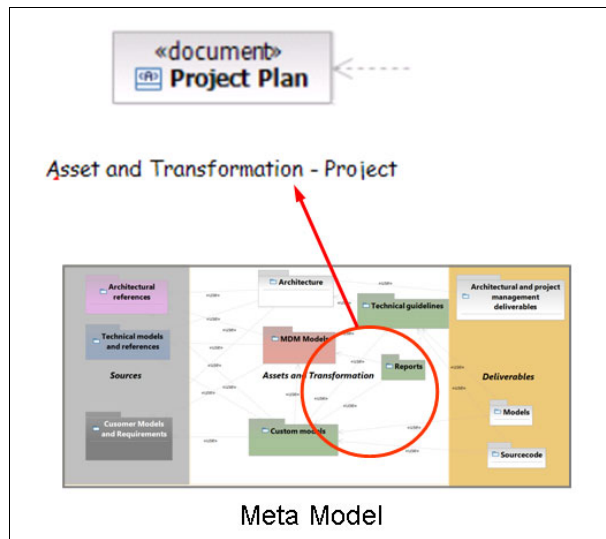 «document»
«A» Project Plan
Asset and Transformation - Project
Architectural
references
Architecture
Architectural and project
management
deliverables
Technical guidelines
Technical models
and references
MDM Models
Sources
Assets and Transformation
Reports
Deliverables
Cusomer Models
and Requirements
Custom models
Models
Sourcecode
Meta Model